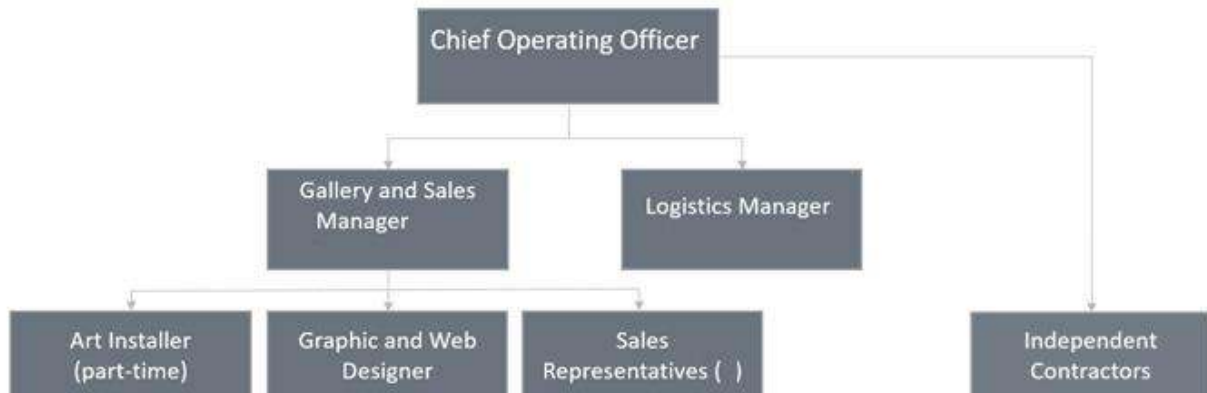 Chief Operating Officer
Gallery and Sales
Manager
Logistics Manager
Art Installer
(part-time)
Graphic and Web
Designer
Sales
Representatives (  )
Independent
Contractors